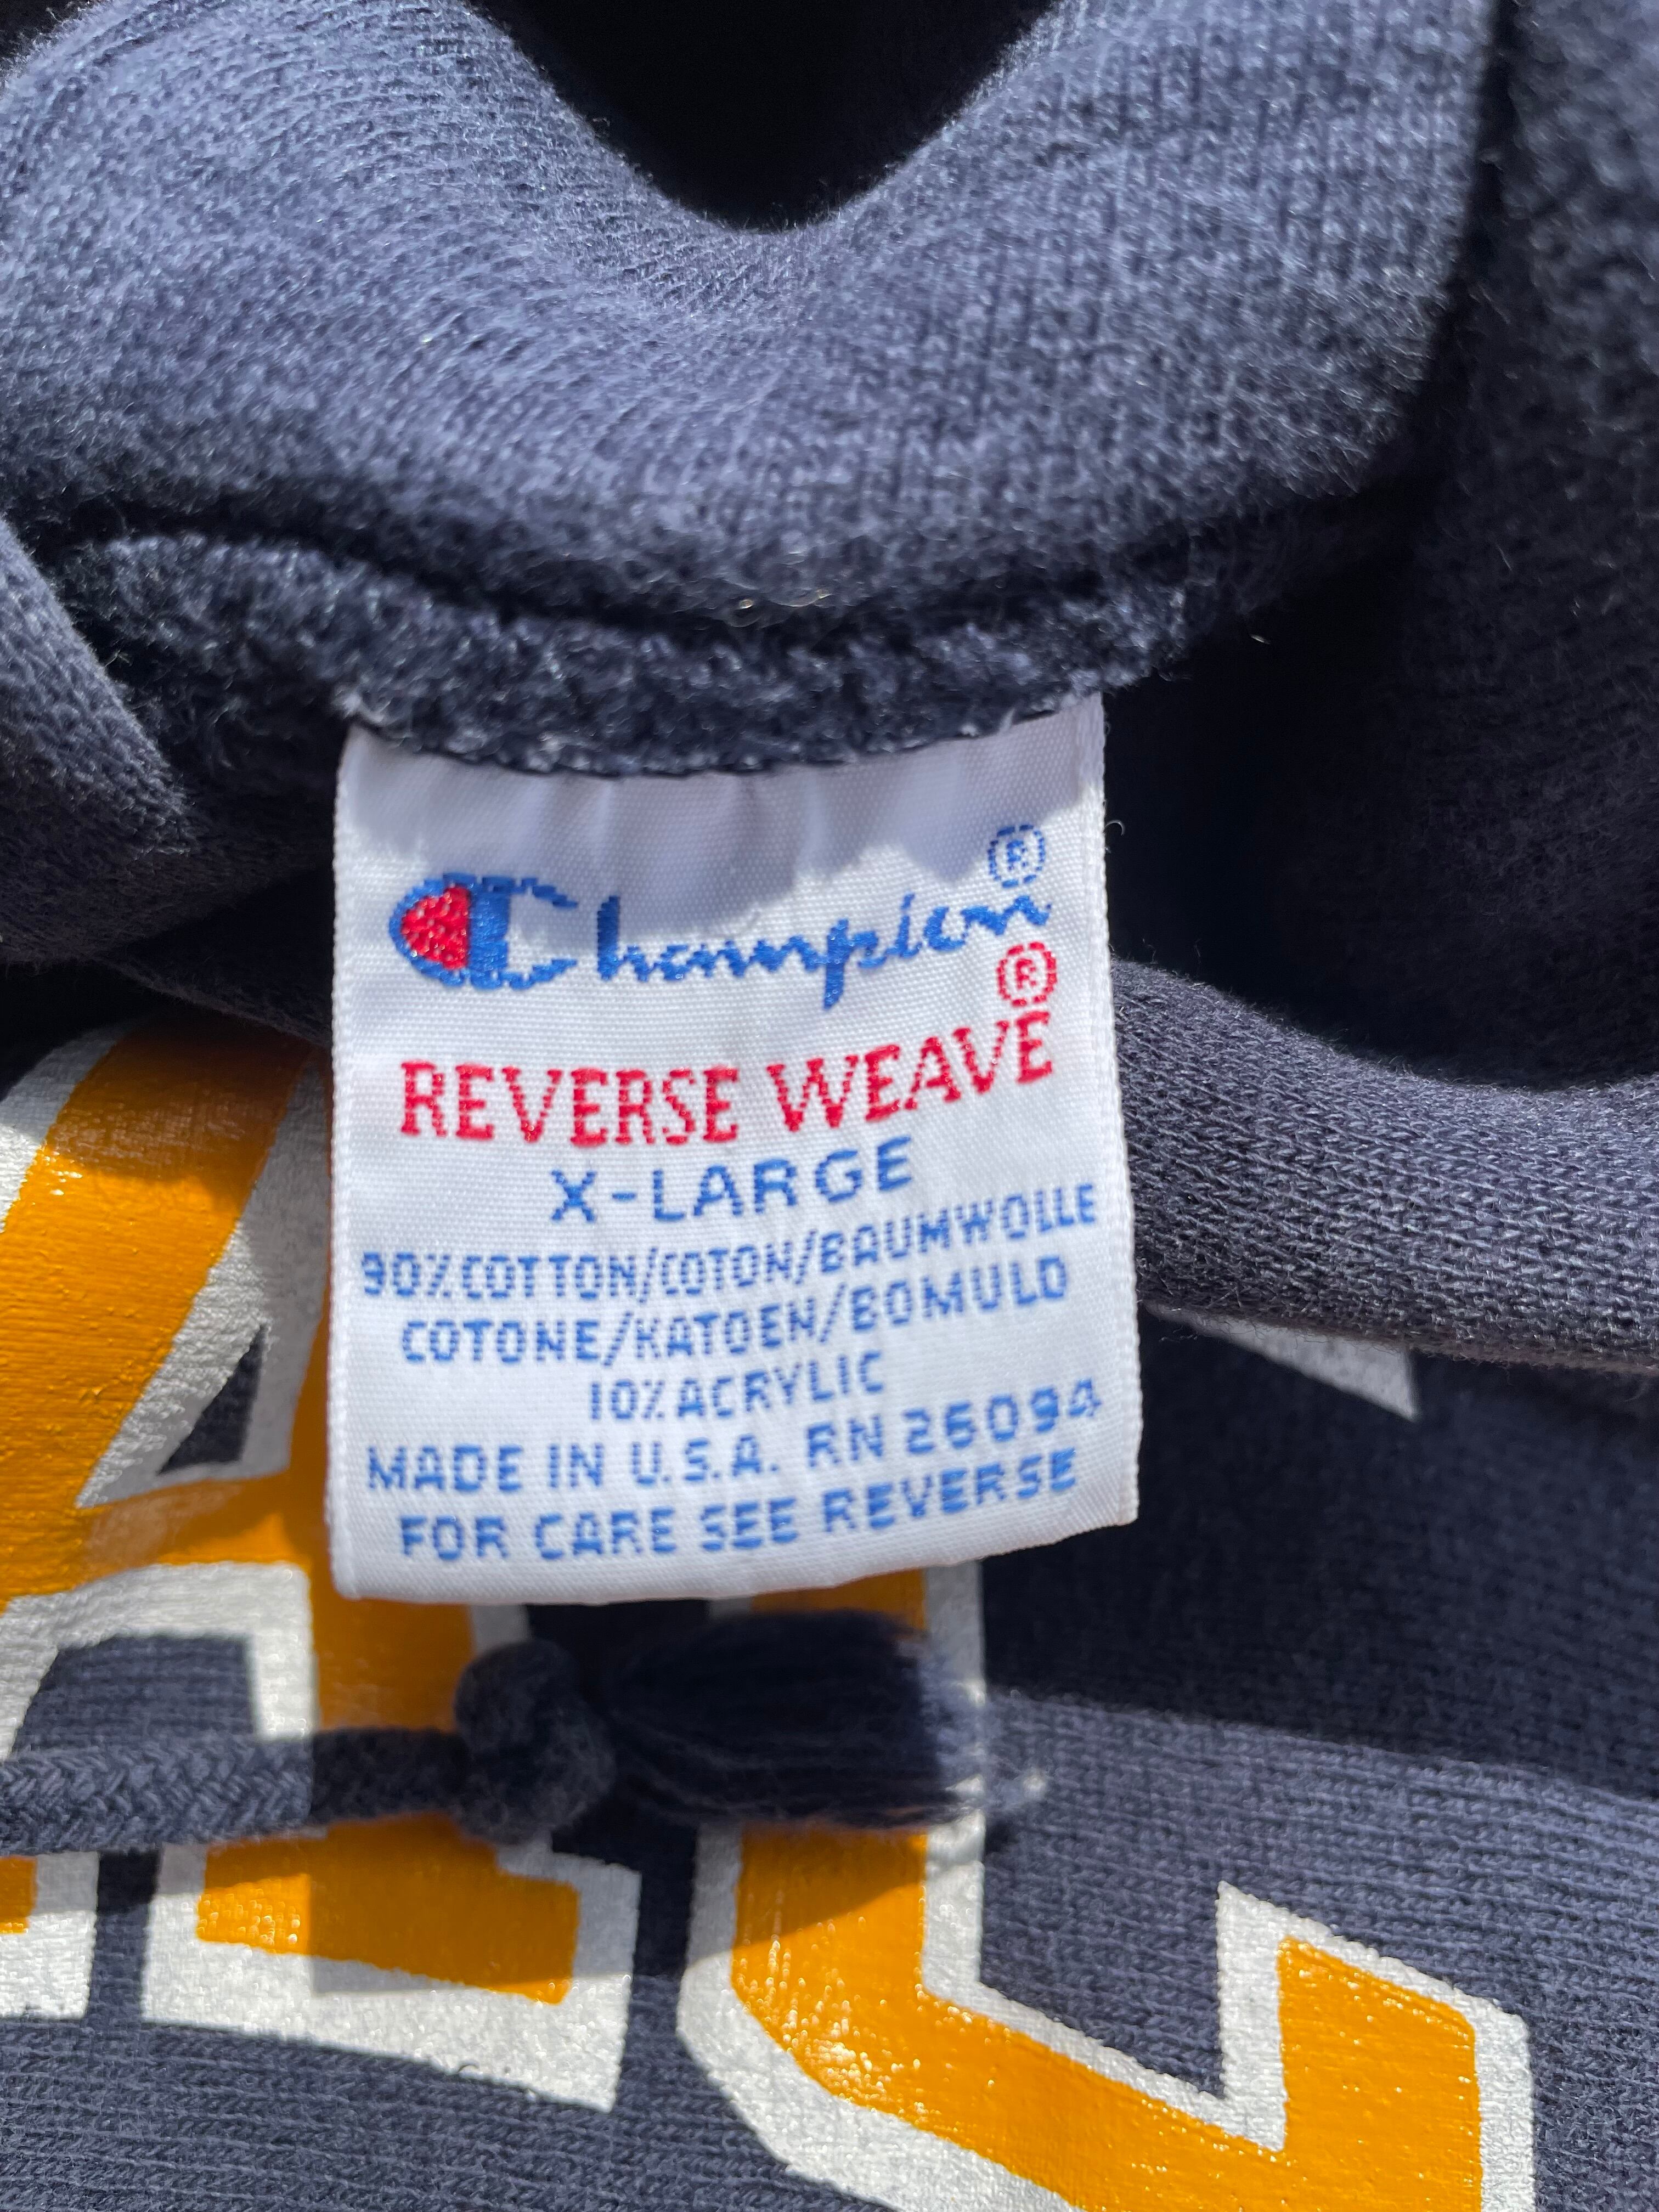 Champion®
REVERSE WEAVE®
X-LARGE
90% COTTON/COTON/BAUMWOLLE
COTONE/KATOEN/BOMULD
10% ACRYLIC
MADE IN U.S.A. RN 26094
FOR CARE SEE REVERSE